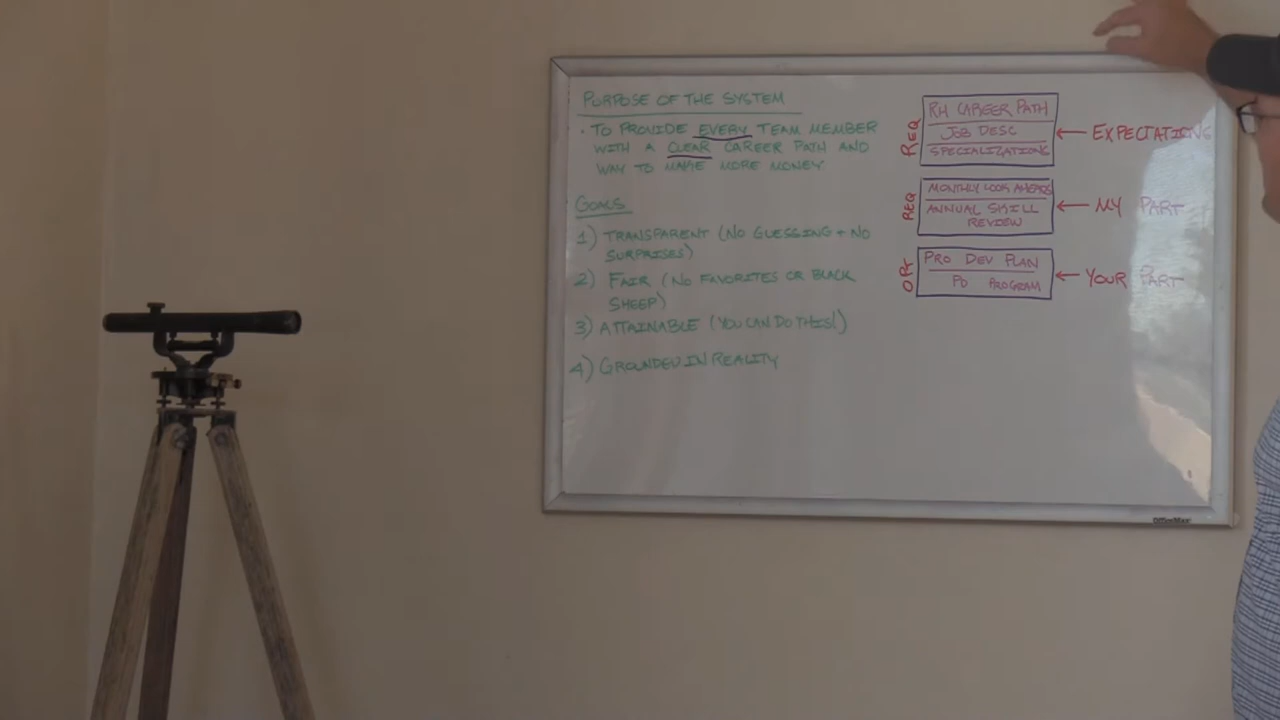 PURPOSE OF THE SYSTEM
• TO PROVIDE EVERY TEAM MEMBER
WITH A CLEAR CAREER PATH AND
WAY TO MAKE MORE MONEY
GOALS
1) TRANSPARENT (NO GUESSING + NO
SURPRISES)
2) FAIR (NO FAVORITES OR BLACK
SHEEP)
3) ATTAINABLE (YOU CAN DO THIS!)
4) GROUNDED IN REALITY
REQ
RH CAREER PATH
JOB DESC
SPECIALIZATIONS
← EXPECTATIONS
REQ
MONTHLY LOOK AHEADS
ANNUAL SKILL
REVIEW
← MY PART
OPT
PRO DEV PLAN
PD PROGRAM
← YOUR PART
OfficeMax